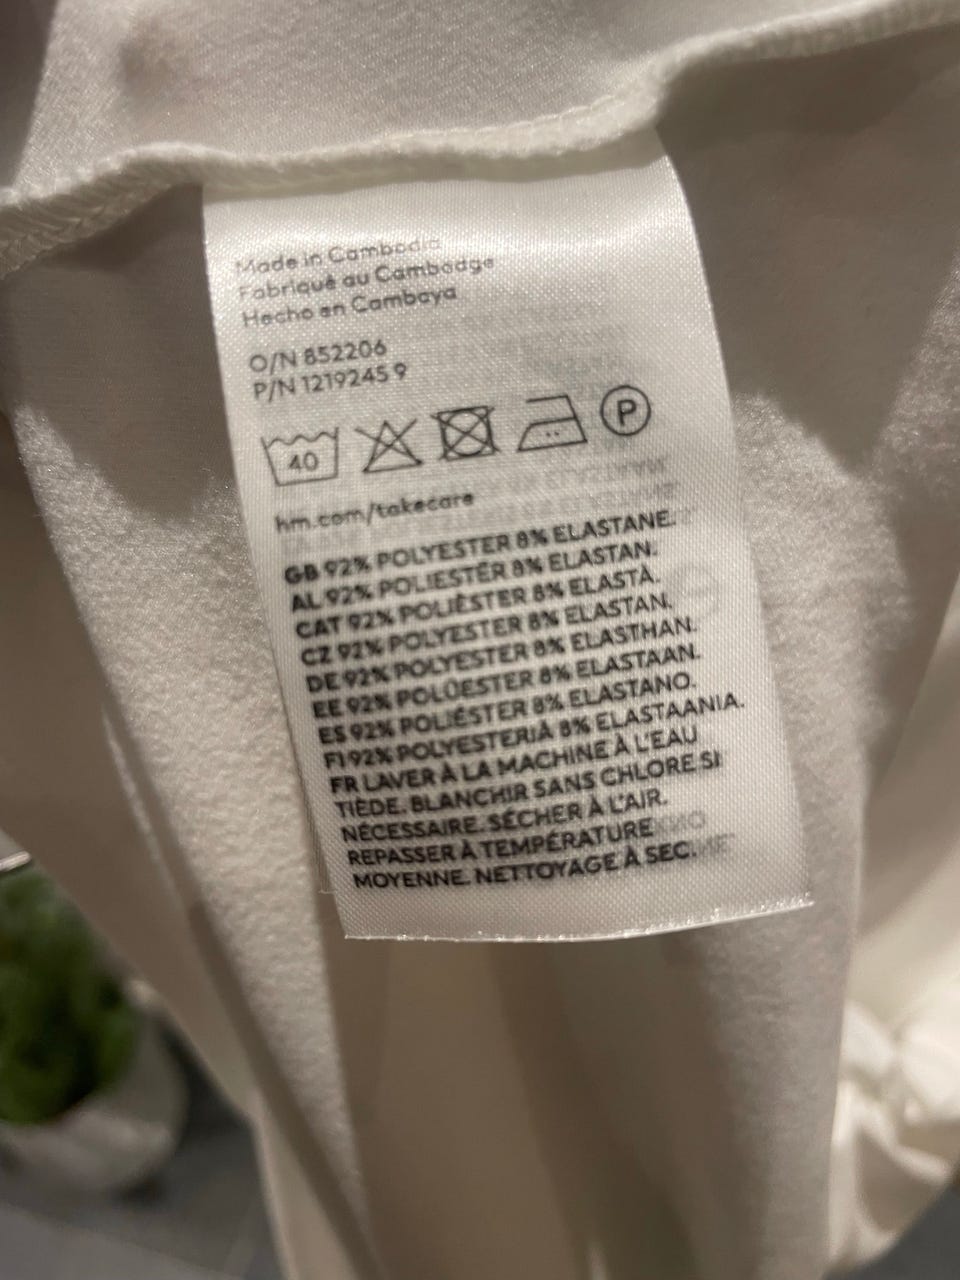 Made in Cambodia
Fabriqué au Cambodge
Hecho en Camboya
O/N 852206
P/N 1219245 9
40 P
hm.com/takecare
GB 92% POLYESTER 8% ELASTANE.
AL 92% POLIESTËR 8% ELASTAN.
CAT 92% POLIÈSTER 8% ELASTÀ.
CZ 92% POLYESTER 8% ELASTAN.
DE 92% POLYESTER 8% ELASTHAN.
EE 92% POLÜESTER 8% ELASTAAN.
ES 92% POLIÉSTER 8% ELASTANO.
FI 92% POLYESTERIÄ 8% ELASTAANIA.
FR LAVER À LA MACHINE À L'EAU
TIÈDE. BLANCHIR SANS CHLORE SI
NÉCESSAIRE. SÉCHER À L'AIR.
REPASSER À TEMPÉRATURE
MOYENNE. NETTOYAGE À SEC.